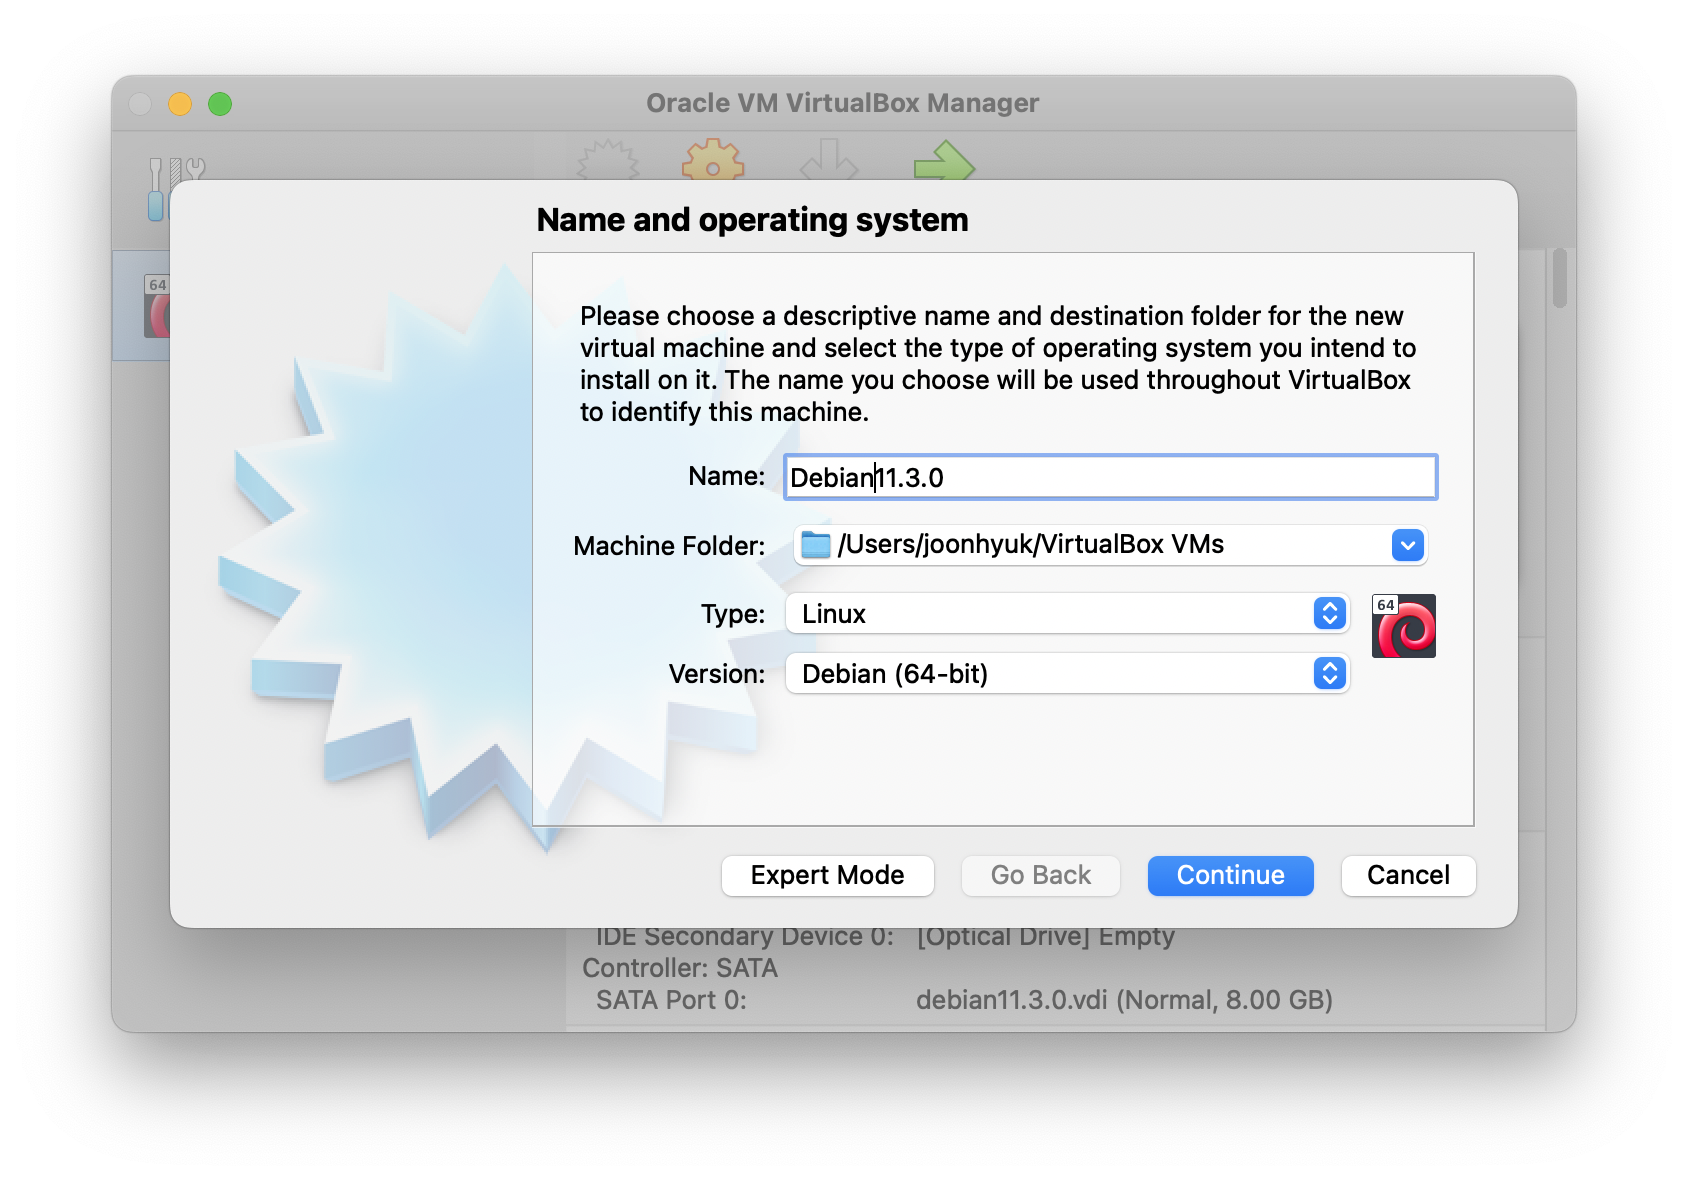 Oracle VM VirtualBox Manager
64
Name and operating system
Please choose a descriptive name and destination folder for the new
virtual machine and select the type of operating system you intend to
install on it. The name you choose will be used throughout VirtualBox
to identify this machine.
Name: Debian11.3.0
Machine Folder: /Users/joonhyuk/VirtualBox VMs
Type: Linux
64
Version: Debian (64-bit)
Expert Mode Go Back Continue Cancel
IDE Secondary Device 0: [Optical Drive] Empty
Controller: SATA
SATA Port 0: debian11.3.0.vdi (Normal, 8.00 GB)